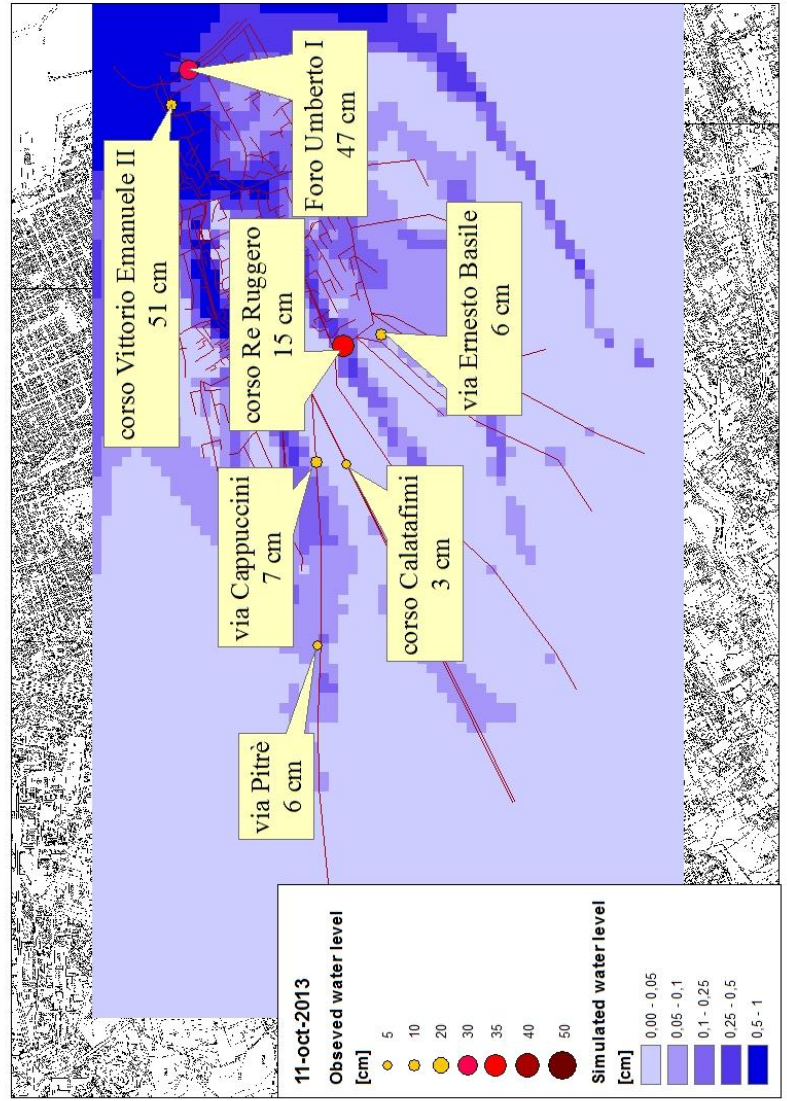 corso Vittorio Emanuele II
51 cm
Foro Umberto I
47 cm
corso Re Ruggero
15 cm
via Ernesto Basile
6 cm
via Cappuccini
7 cm
corso Calatafimi
3 cm
via Pitrè
6 cm
11-oct-2013
Obseved water level
[cm]
5
10
20
30
35
40
50
Simulated water level
[cm]
0,00 - 0,05
0,05 - 0,1
0,1 - 0,25
0,25 - 0,5
0,5 - 1